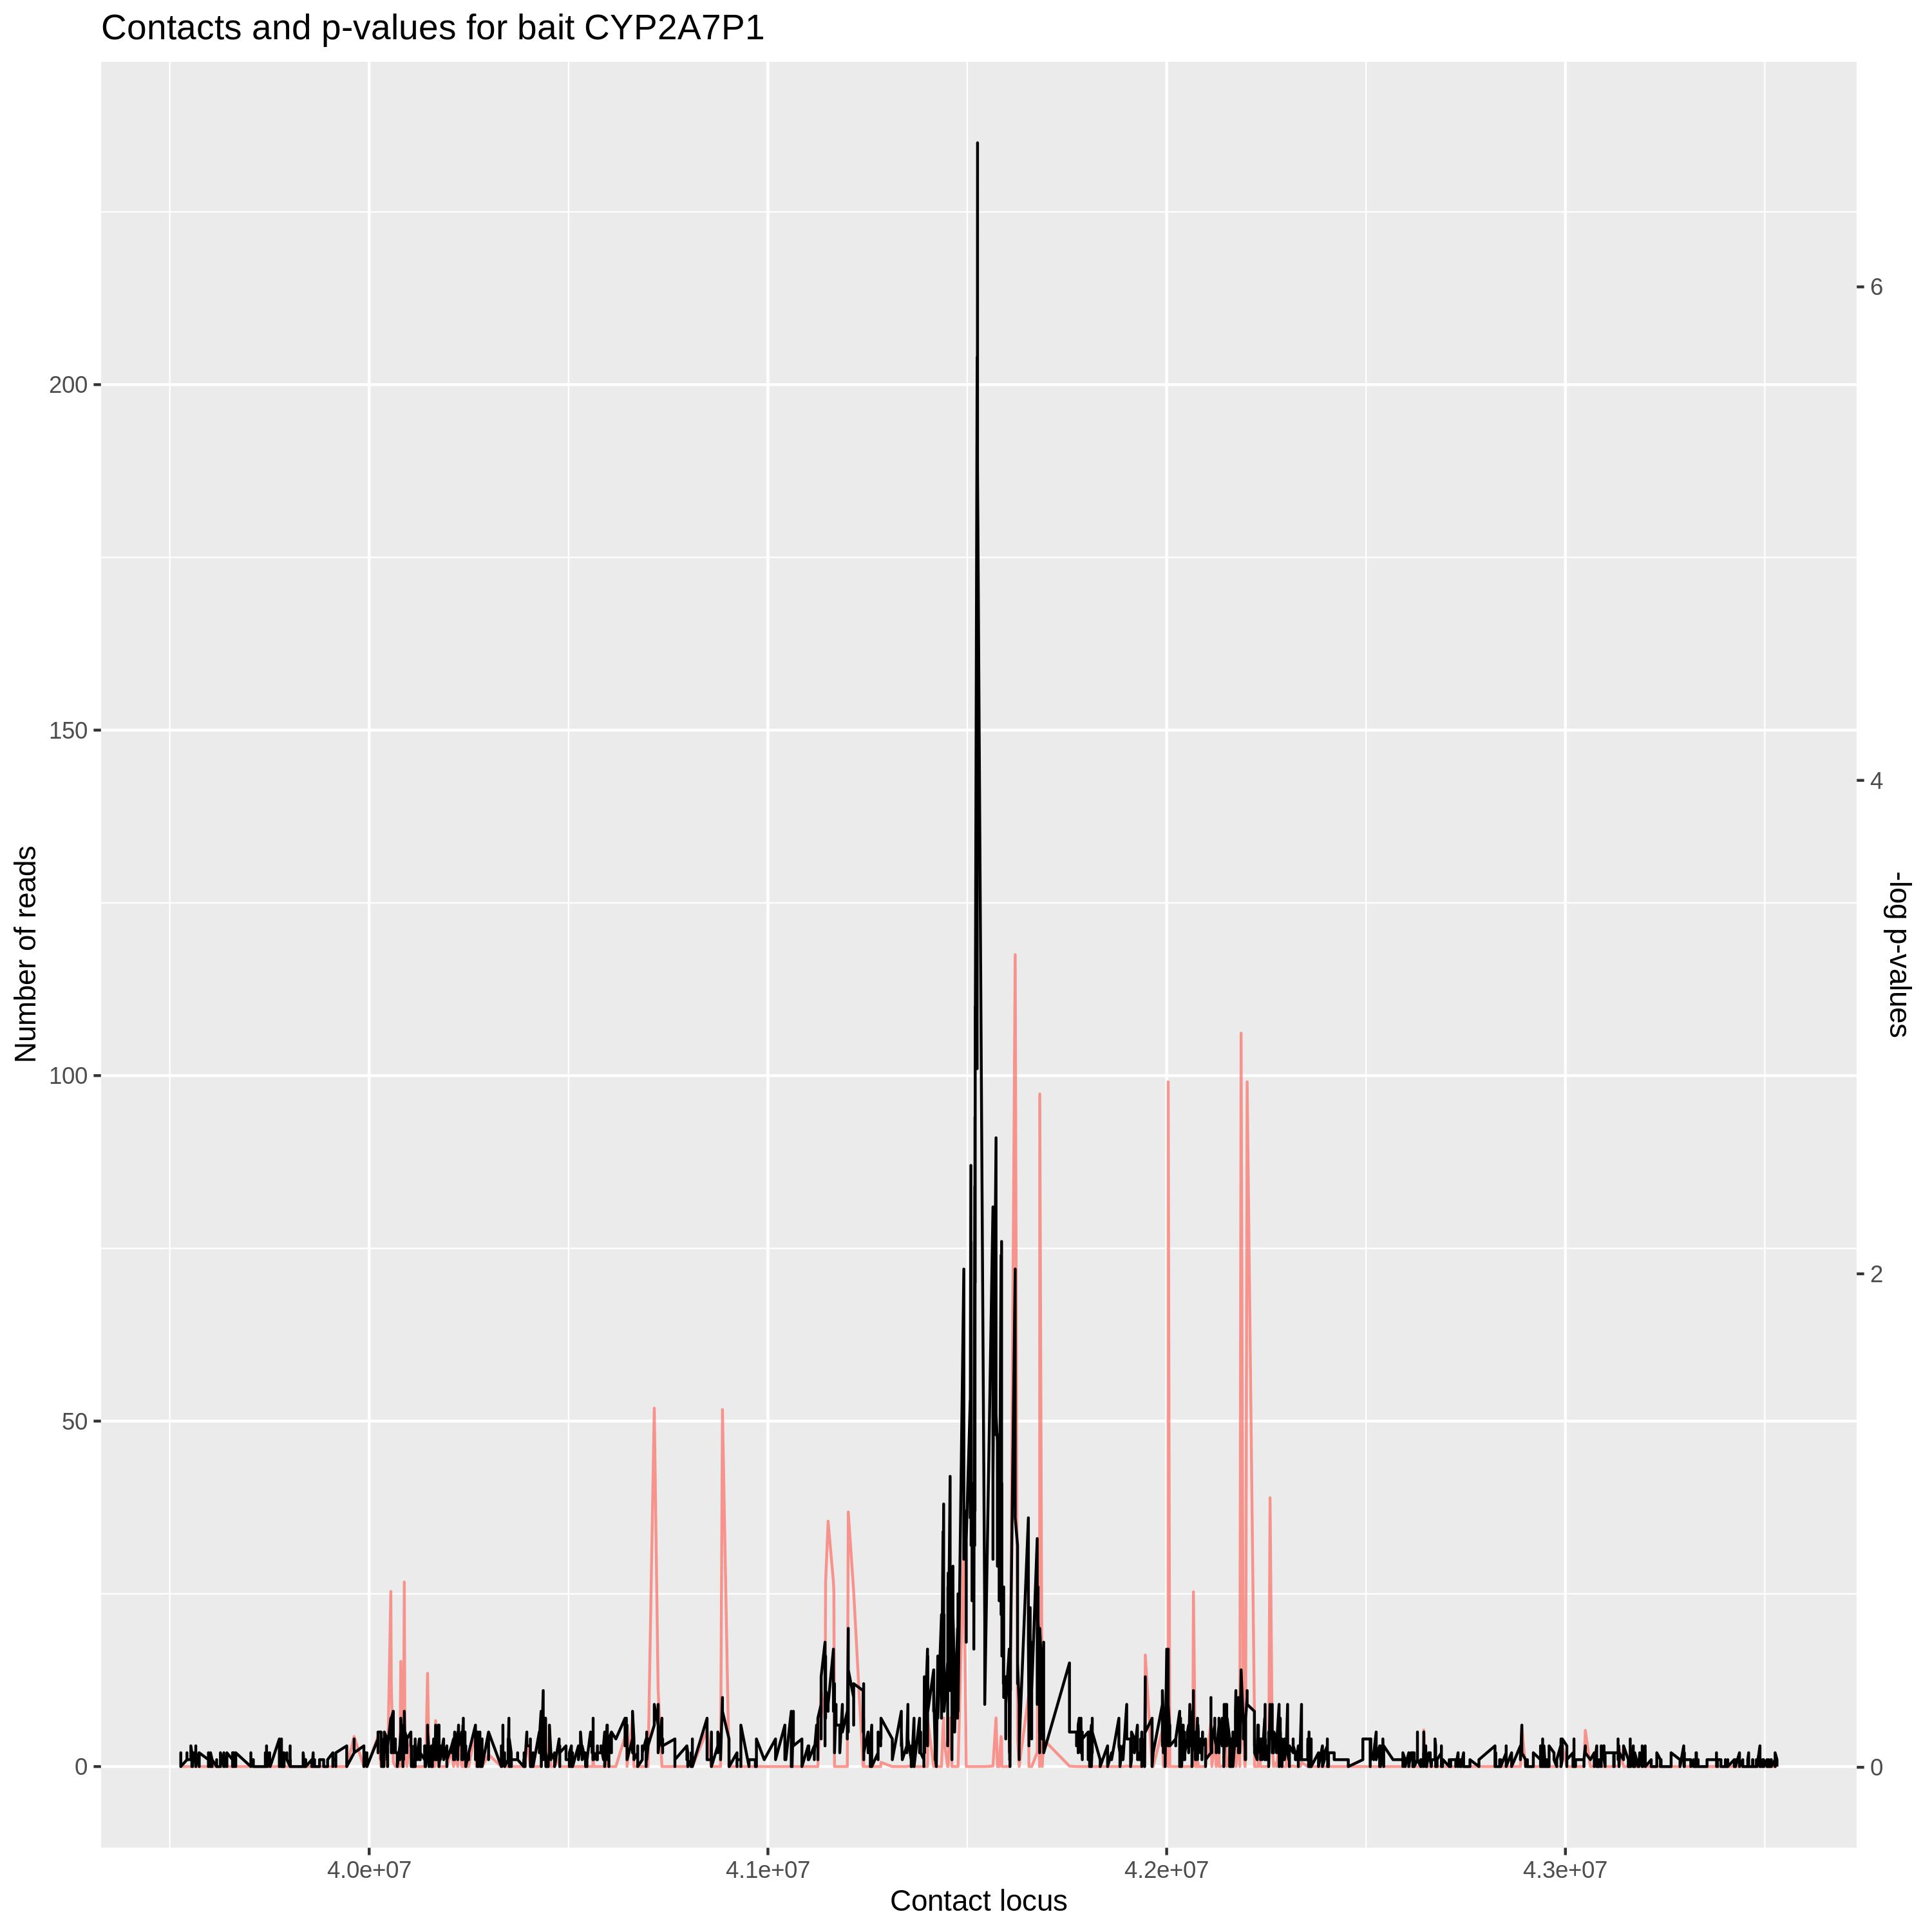 Contacts and p-values for bait CYP2A7P1
Number of reads
200
150
100
50
0
6
4
2
0
-log p-values
4.0e+07
4.1e+07
4.2e+07
4.3e+07
Contact locus